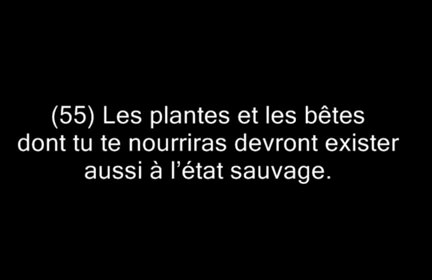 (55) Les plantes et les bêtes
dont tu te nourriras devront exister
aussi à l’état sauvage.